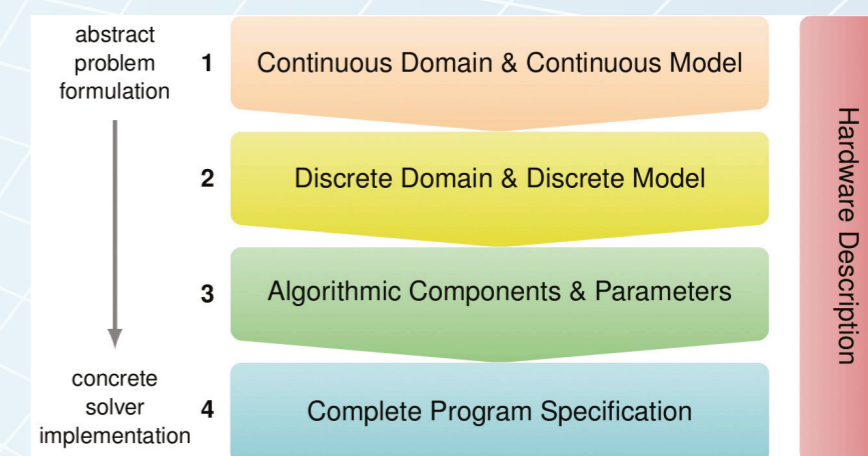 abstract
problem
formulation
1
Continuous Domain & Continuous Model
2
Discrete Domain & Discrete Model
3
Algorithmic Components & Parameters
concrete
solver
implementation
4
Complete Program Specification
Hardware Description